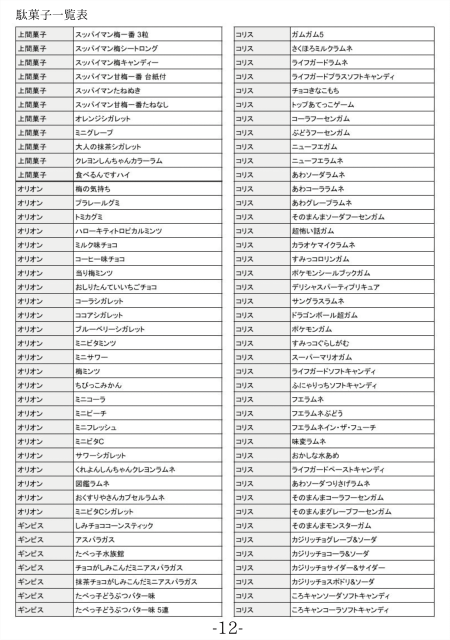 駄菓子一覧表
上間菓子 スッパイマン梅一番 3粒
上間菓子 スッパイマン梅シートロング
上間菓子 スッパイマン梅キャンディー
上間菓子 スッパイマン甘梅一番 台紙付
上間菓子 スッパイマンたねぬき
上間菓子 スッパイマン甘梅一番たねなし
上間菓子 オレンジシガレット
上間菓子 ミニグレープ
上間菓子 大人の抹茶シガレット
上間菓子 クレヨンしんちゃんカラーラム
上間菓子 食べるんですハイ
オリオン 梅の気持ち
オリオン プラレールグミ
オリオン トミカグミ
オリオン ハローキティトロピカルミンツ
オリオン ミルク味チョコ
オリオン コーヒー味チョコ
オリオン 当り梅ミンツ
オリオン おしりたんていいちごチョコ
オリオン コーラシガレット
オリオン ココアシガレット
オリオン ブルーベリーシガレット
オリオン ミニビタミンツ
オリオン ミニサワー
オリオン 梅ミンツ
オリオン ちびっこみかん
オリオン ミニコーラ
オリオン ミニピーチ
オリオン ミニフレッシュ
オリオン ミニビタC
オリオン サワーシガレット
オリオン くれよんしんちゃんクレヨンラムネ
オリオン 図鑑ラムネ
オリオン おくすりやさんカプセルラムネ
オリオン ミニビタCシガレット
ギンビス しみチョココーンスティック
ギンビス アスパラガス
ギンビス たべっ子水族館
ギンビス チョコがしみこんだミニアスパラガス
ギンビス 抹茶チョコがしみこんだミニアスパラガス
ギンビス たべっ子どうぶつバター味
ギンビス たべっ子どうぶつバター味 5連
コリス ガムガム5
コリス さくぼろミルクラムネ
コリス ライフガードラムネ
コリス ライフガードプラスソフトキャンディ
コリス チョコきなこもち
コリス トップあてっこゲーム
コリス コーラフーセンガム
コリス ぶどうフーセンガム
コリス ニューフエガム
コリス ニューフエラムネ
コリス あわソーダラムネ
コリス あわコーララムネ
コリス あわグレープラムネ
コリス そのまんまソーダフーセンガム
コリス 超怖い話ガム
コリス カラオケマイクラムネ
コリス すみっコロリンガム
コリス ポケモンシールブックガム
コリス デリシャスパーティプリキュア
コリス サングラスラムネ
コリス ドラゴンボール超ガム
コリス ポケモンガム
コリス すみっコぐらしがむ
コリス スーパーマリオガム
コリス ライフガードソフトキャンディ
コリス ふにゃりっちソフトキャンディ
コリス フエラムネ
コリス フエラムネぶどう
コリス フエラムネイン・ザ・フューチ
コリス 味変ラムネ
コリス おかしな水あめ
コリス ライフガードペーストキャンディ
コリス あわソーダつりさげラムネ
コリス そのまんまコーラフーセンガム
コリス そのまんまグレープフーセンガム
コリス そのまんまモンスターガム
コリス カジリッチョグレープ&ソーダ
コリス カジリッチョコーラ&ソーダ
コリス カジリッチョサイダー&サイダー
コリス カジリッチョスポドリ&ソーダ
コリス ころキャンソーダソフトキャンディ
コリス ころキャンコーラソフトキャンディ
-12-